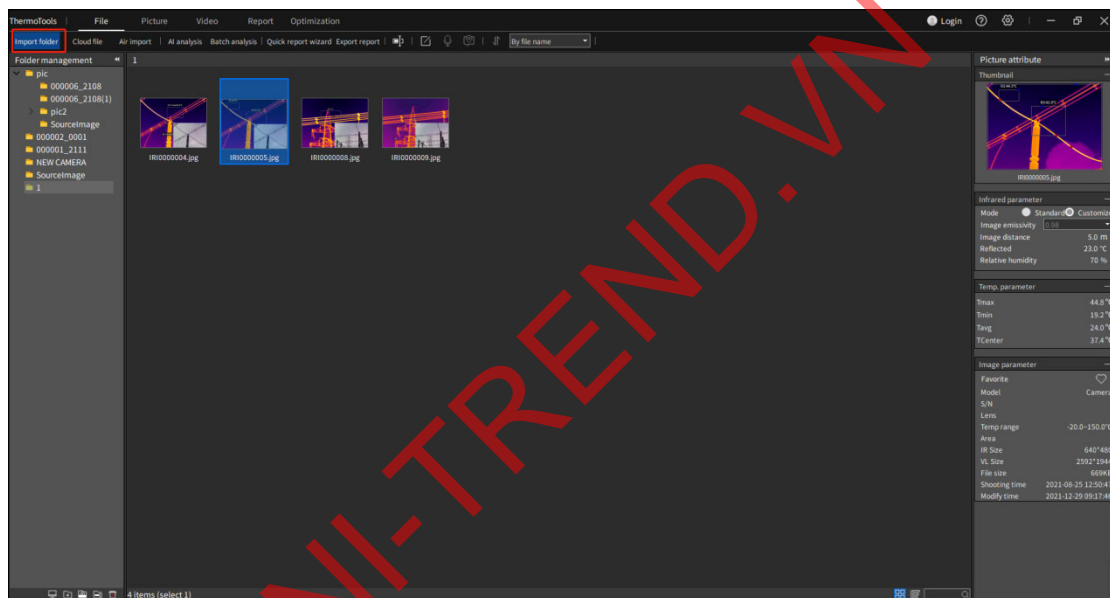 ThermoTools File Picture Video Report Optimization Login
Import folder Cloud file Air import AI analysis Batch analysis Quick report wizard Export report By file name
Folder management 1 Picture attribute
pic
000006_2108
000006_2108(1)
pic2
SourceImage
000002_0001
000001_2111
NEW CAMERA
SourceImage
1
IRI0000004.jpg IRI0000005.jpg IRI0000008.jpg IRI0000009.jpg
Thumbnail
IRI0000005.jpg
Infrared parameter
Mode Standard Customize
Image emissivity 0.98
Image distance 5.0 m
Reflected 23.0 °C
Relative humidity 70 %
Temp. parameter
Tmax 44.8 °C
Tmin 19.2 °C
Tavg 24.0 °C
TCenter 37.4 °C
Image parameter
Favorite
Model Camera
S/N
Lens
Temp range -20.0~150.0°C
Area
IR Size 640*480
VL Size 2592*1944
File size 669KB
Shooting time 2021-08-25 12:50:47
Modify time 2021-12-29 09:17:46
4 items (select 1)
NI-TREND.VN